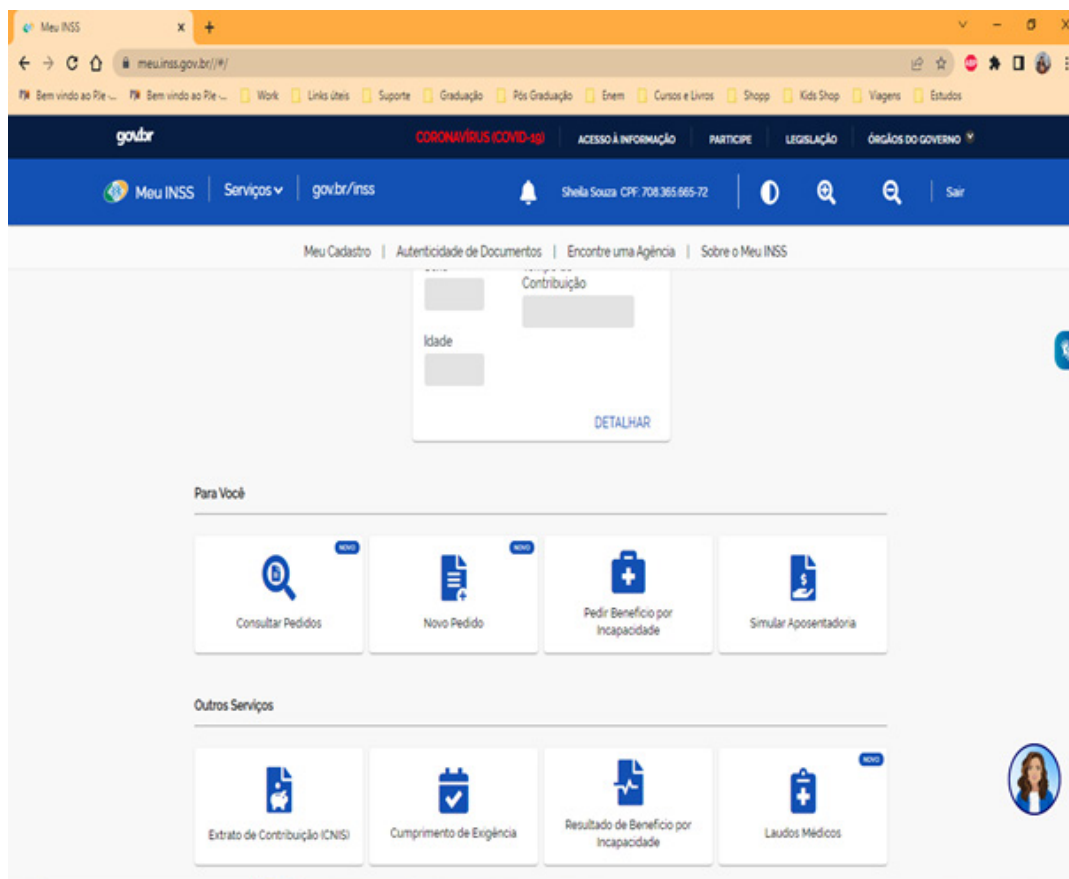 Meu INSS
meu.inss.gov.br//#/
Bem vindo ao PJe -... Bem vindo ao PJe -... Work Links úteis Suporte Graduação Pós Graduação Enem Cursos e Livros Shopp Kids Shop Viagens Estudos
gov.br CORONAVÍRUS (COVID-19) ACESSO À INFORMAÇÃO PARTICIPE LEGISLAÇÃO ÓRGÃOS DO GOVERNO
Meu INSS Serviços gov.br/inss Sheila Souza CPF: 708.365.665-72 Sair
Meu Cadastro | Autenticidade de Documentos | Encontre uma Agência | Sobre o Meu INSS
Contribuição
Idade
DETALHAR
Para Você
NOVO NOVO
Consultar Pedidos Novo Pedido Pedir Benefício por Incapacidade Simular Aposentadoria
Outros Serviços
NOVO
Extrato de Contribuição (CNIS) Cumprimento de Exigência Resultado de Benefício por Incapacidade Laudos Médicos